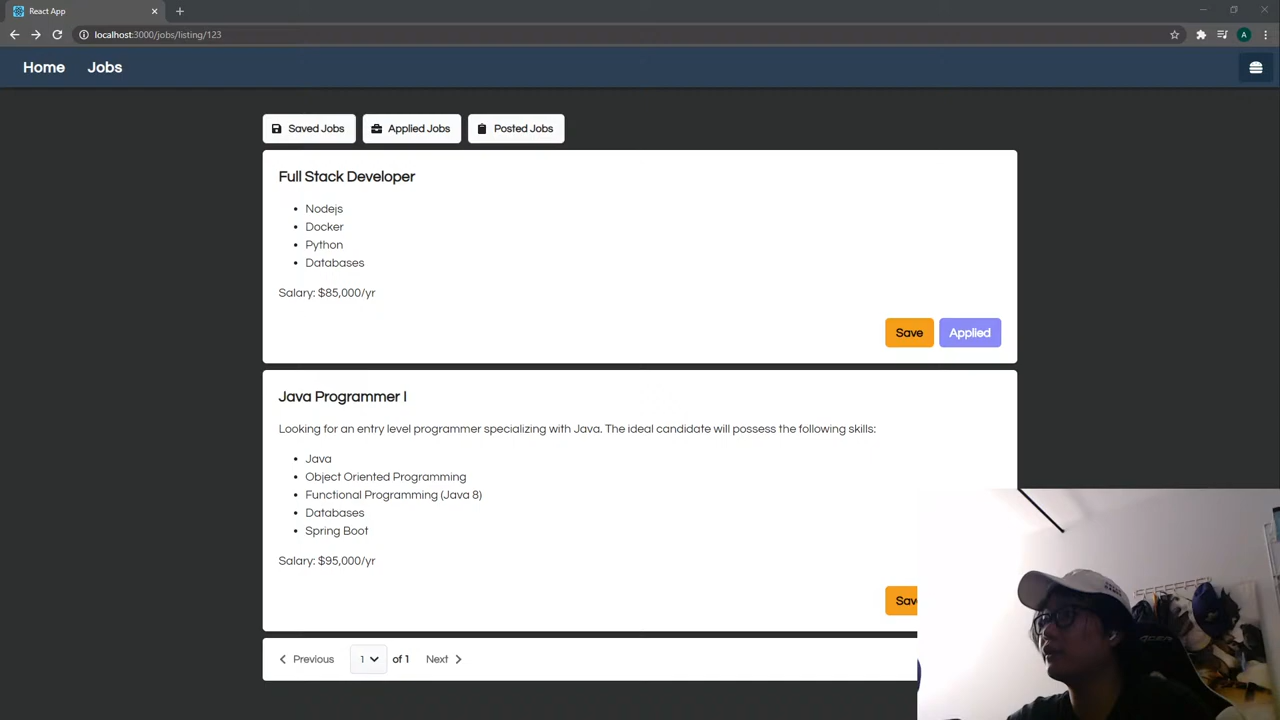 React App
localhost:3000/jobs/listing/123
A
Home Jobs
Saved Jobs Applied Jobs Posted Jobs
Full Stack Developer
• Nodejs
• Docker
• Python
• Databases
Salary: $85,000/yr
Save Applied
Java Programmer I
Looking for an entry level programmer specializing with Java. The ideal candidate will possess the following skills:
• Java
• Object Oriented Programming
• Functional Programming (Java 8)
• Databases
• Spring Boot
Salary: $95,000/yr
Sav
Previous 1 of 1 Next